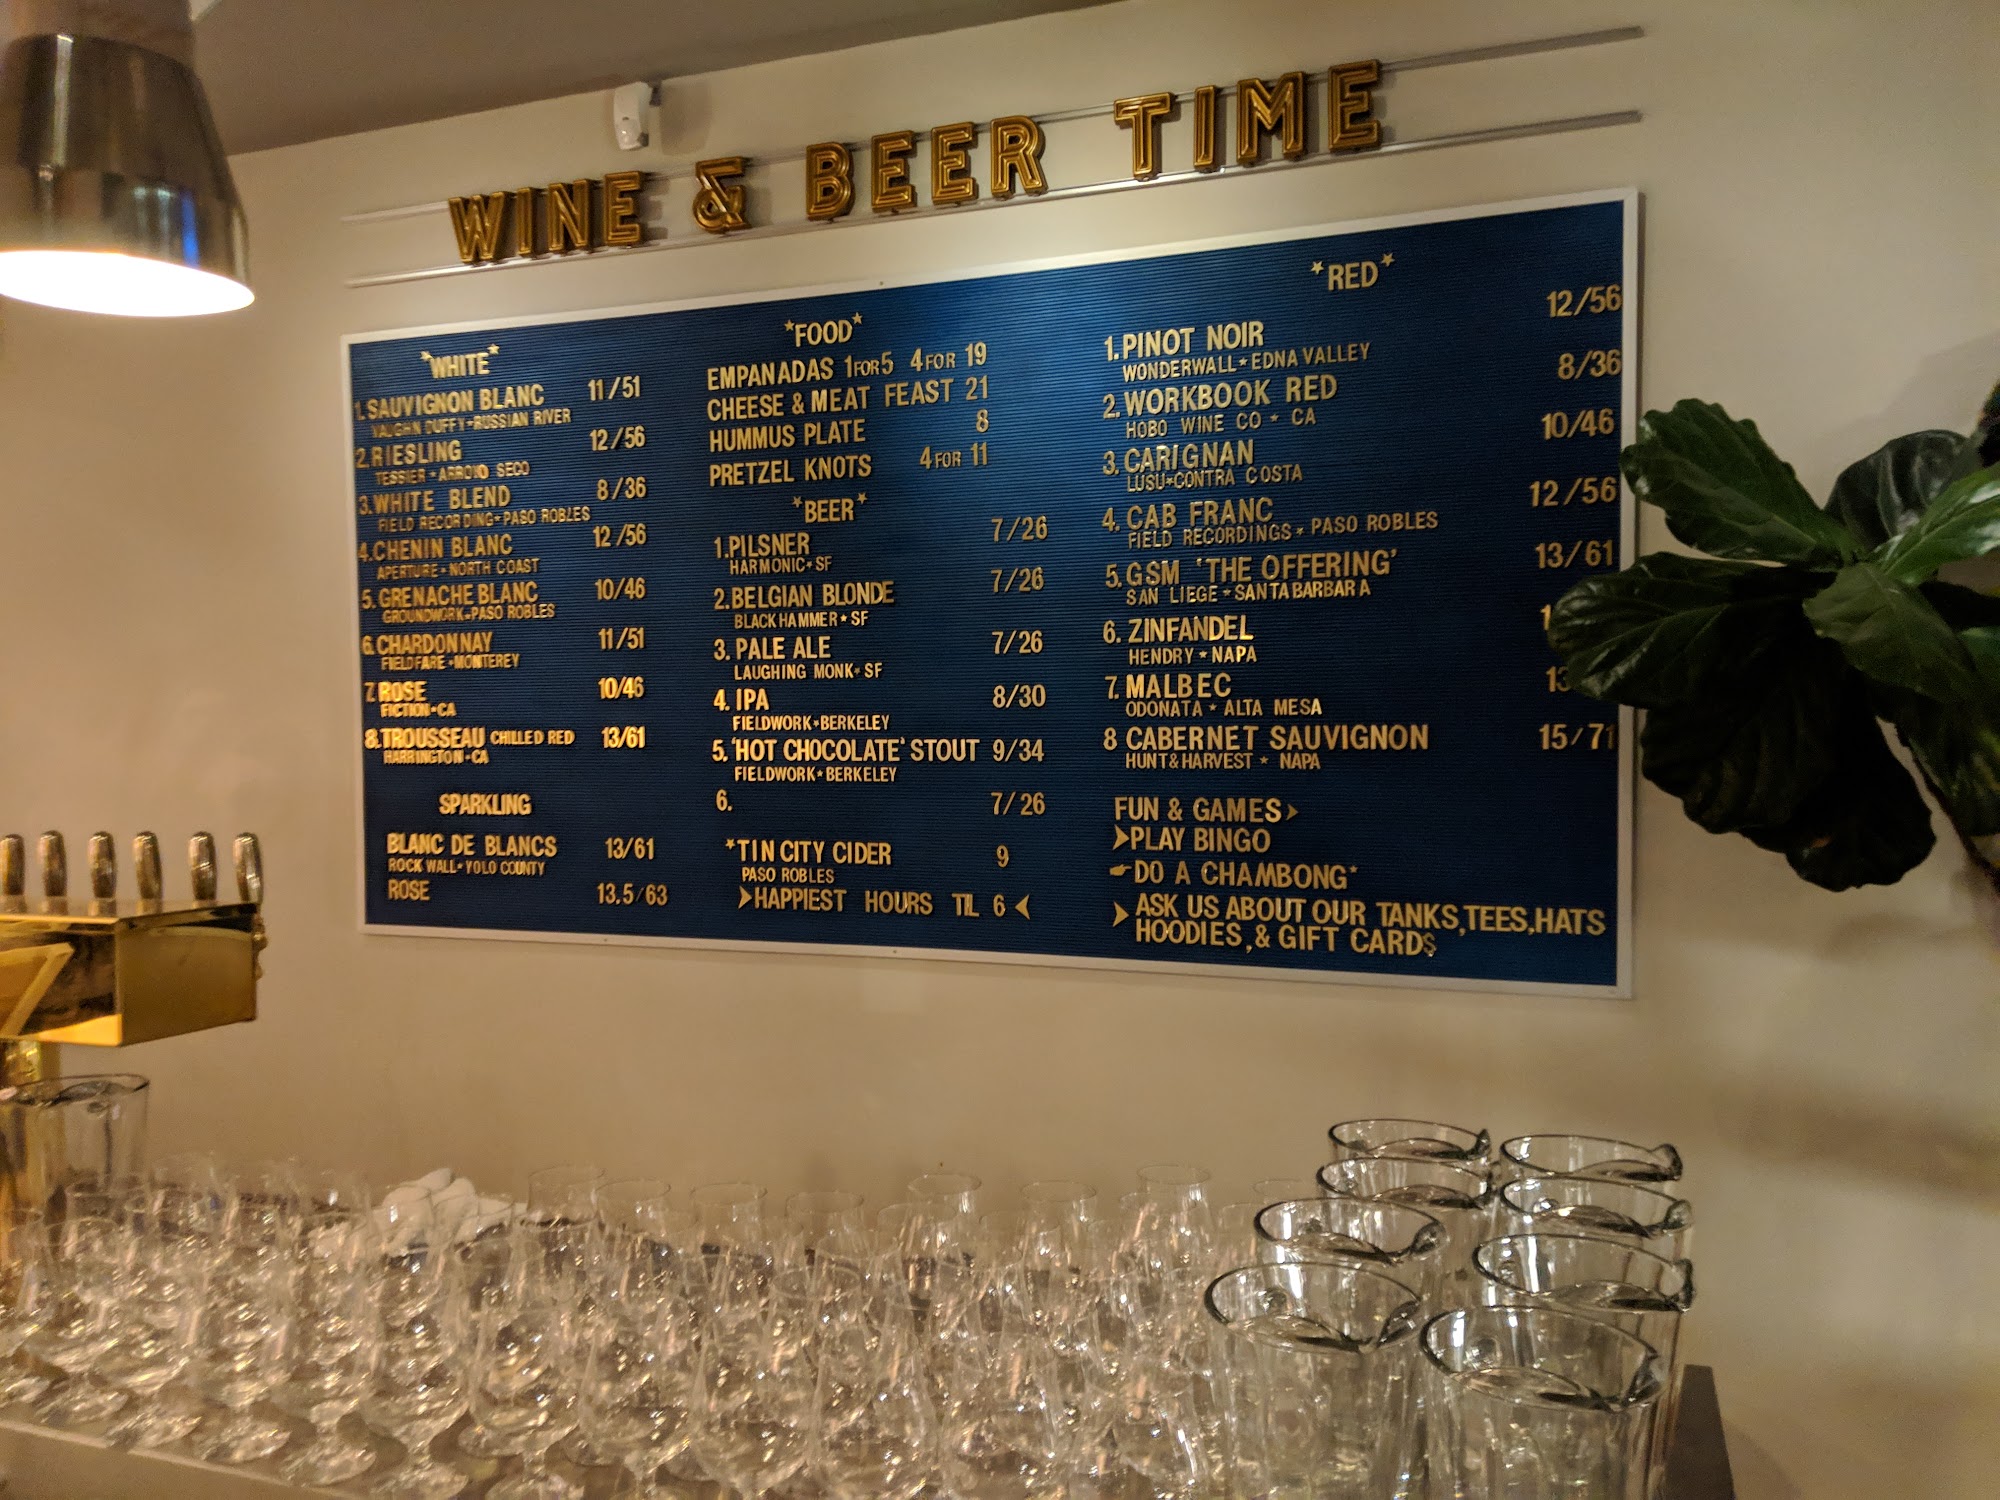 WINE & BEER TIME
*WHITE*
1. SAUVIGNON BLANC 11/51
VAUGHN DUFFY*RUSSIAN RIVER
2. RIESLING 12/56
TESSIER*ARROYO SECO
3. WHITE BLEND 8/36
FIELD RECORDING*PASO ROBLES
4. CHENIN BLANC 12/56
APERTURE*NORTH COAST
5. GRENACHE BLANC 10/46
GROUNDWORK*PASO ROBLES
6. CHARDONNAY 11/51
FIELDFARE*MONTEREY
7. ROSE 10/46
FICTION*CA
8. TROUSSEAU CHILLED RED 13/61
HARRINGTON*CA
SPARKLING
BLANC DE BLANCS 13/61
ROCK WALL*YOLO COUNTY
ROSE 13.5/63
*FOOD*
EMPANADAS 1 FOR 5 4 FOR 19
CHEESE & MEAT FEAST 21
HUMMUS PLATE 8
PRETZEL KNOTS 4 FOR 11
*BEER*
1. PILSNER 7/26
HARMONIC*SF
2. BELGIAN BLONDE 7/26
BLACK HAMMER*SF
3. PALE ALE 7/26
LAUGHING MONK*SF
4. IPA 8/30
FIELDWORK*BERKELEY
5. 'HOT CHOCOLATE' STOUT 9/34
FIELDWORK*BERKELEY
6. 7/26
*TIN CITY CIDER 9
PASO ROBLES
➤HAPPIEST HOURS TIL 6
*RED*
1. PINOT NOIR 12/56
WONDERWALL*EDNA VALLEY
2. WORKBOOK RED 8/36
HOBO WINE CO * CA
3. CARIGNAN 10/46
LUSU*CONTRA COSTA
4. CAB FRANC 12/56
FIELD RECORDINGS * PASO ROBLES
5. GSM 'THE OFFERING' 13/61
SAN LIEGE * SANTA BARBARA
6. ZINFANDEL
HENDRY * NAPA
7. MALBEC 13
ODONATA * ALTA MESA
8 CABERNET SAUVIGNON 15/71
HUNT&HARVEST * NAPA
FUN & GAMES➤
➤PLAY BINGO
DO A CHAMBONG*
➤ASK US ABOUT OUR TANKS,TEES,HATS
HOODIES,& GIFT CARDS